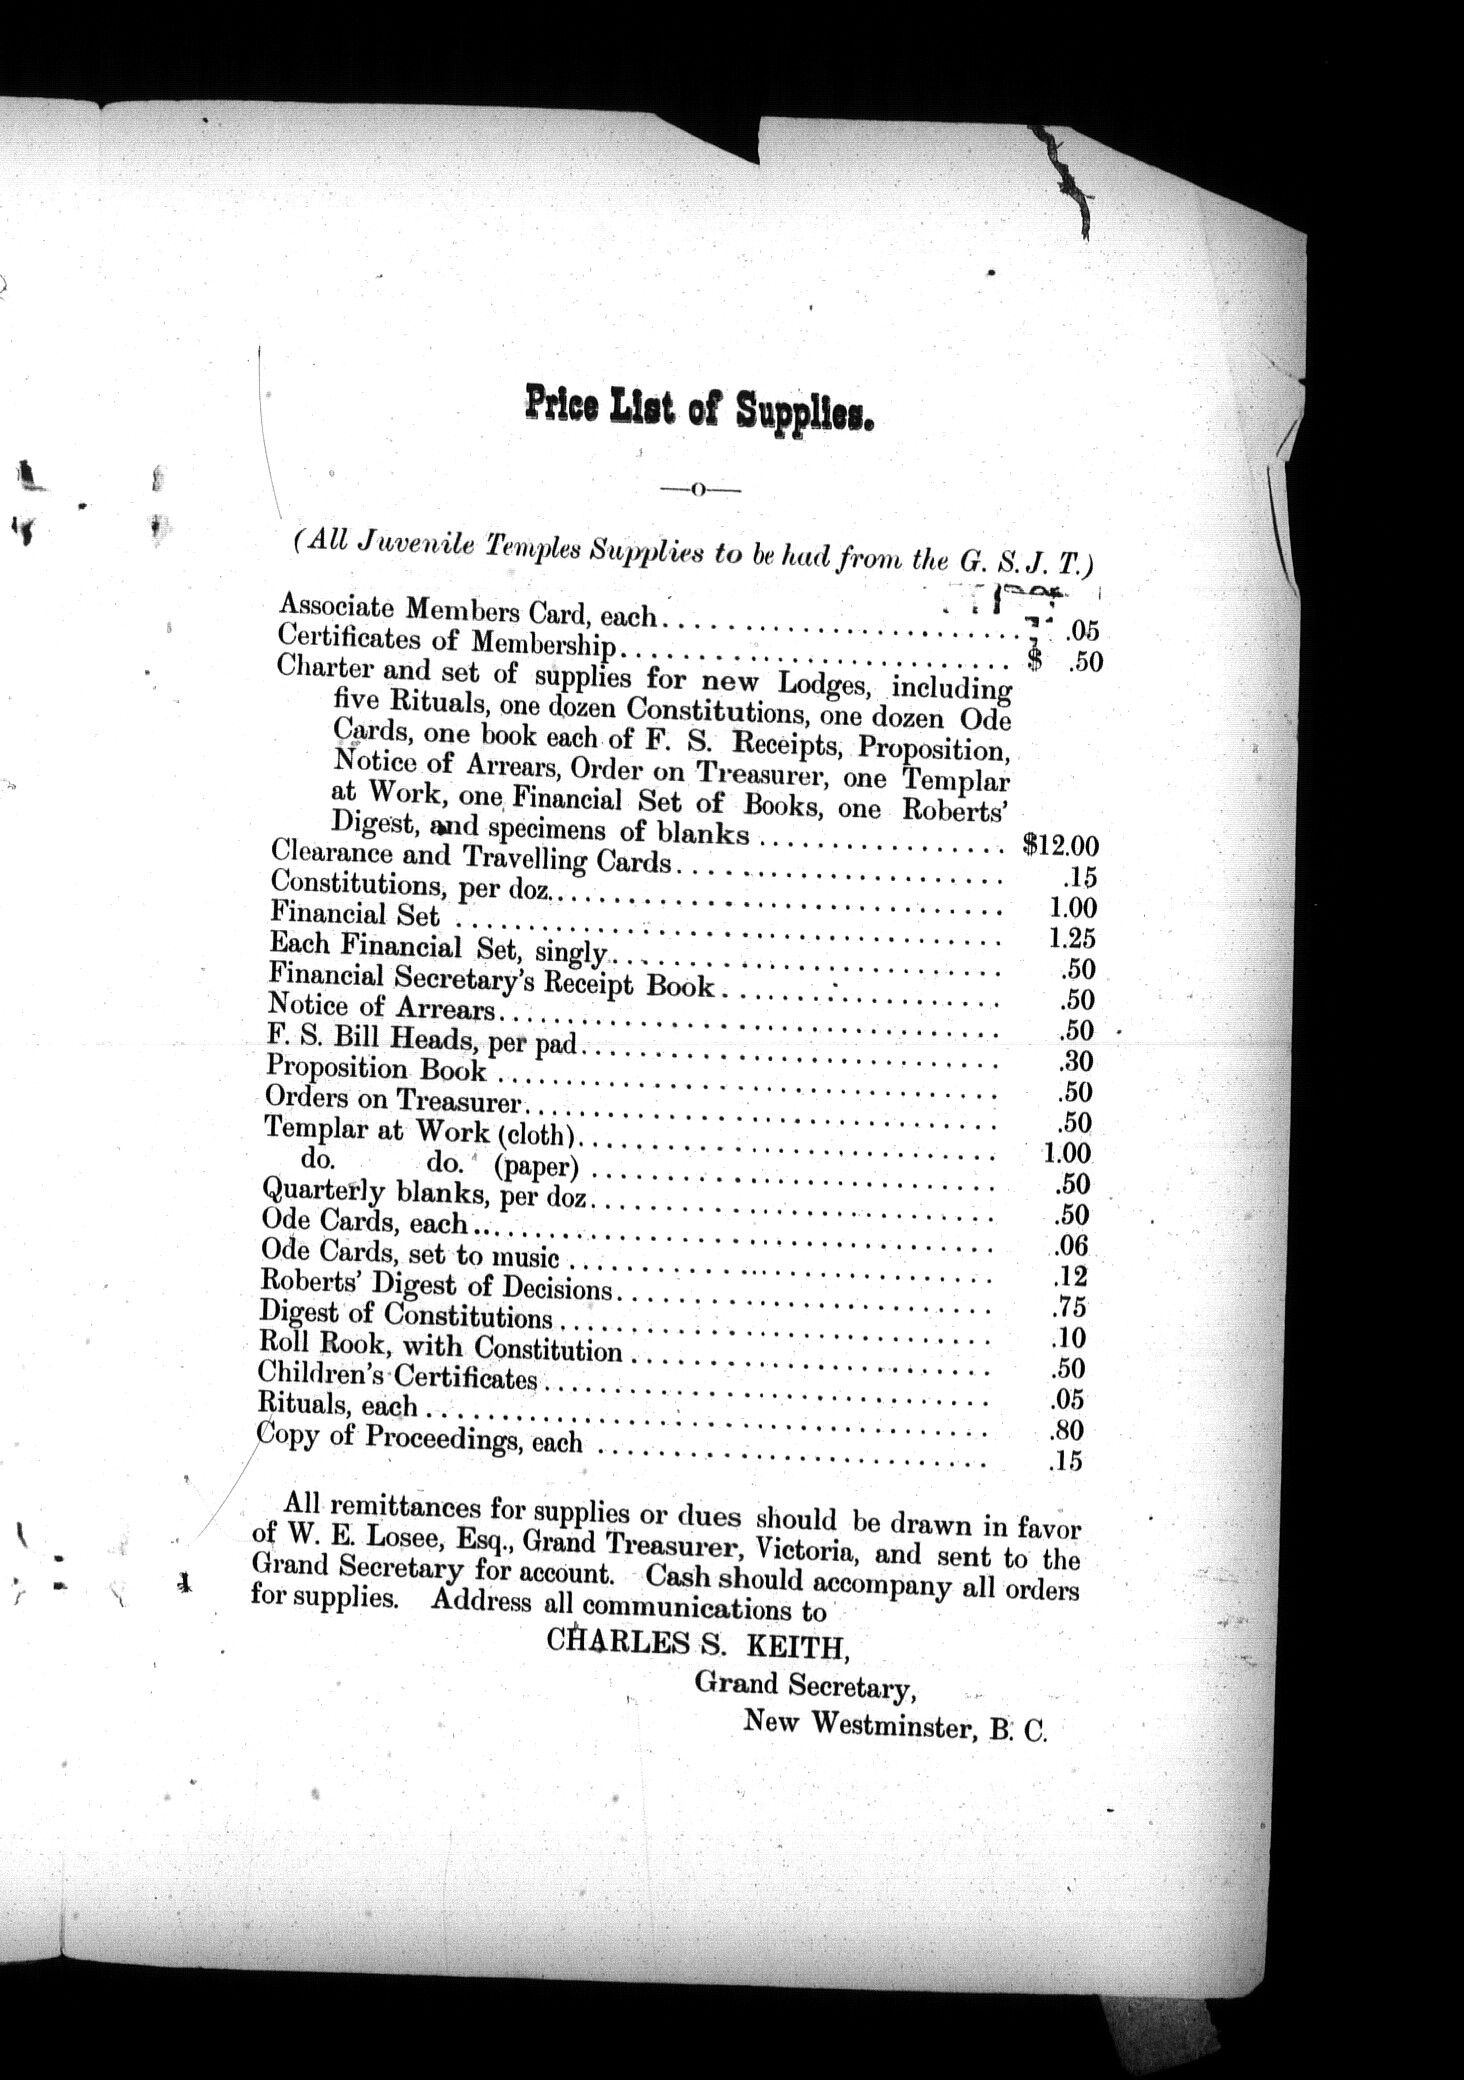 Price List of Supplies.
—o—
(All Juvenile Temples Supplies to be had from the G. S. J. T.)
Associate Members Card, each........................ .05
Certificates of Membership.......................... $ .50
Charter and set of supplies for new Lodges, including
five Rituals, one dozen Constitutions, one dozen Ode
Cards, one book each of F. S. Receipts, Proposition,
Notice of Arrears, Order on Treasurer, one Templar
at Work, one Financial Set of Books, one Roberts'
Digest, and specimens of blanks ................. $12.00
Clearance and Travelling Cards...................... .15
Constitutions, per doz.............................. 1.00
Financial Set ...................................... 1.25
Each Financial Set, singly.......................... .50
Financial Secretary's Receipt Book................... .50
Notice of Arrears.................................. .50
F. S. Bill Heads, per pad............................ .30
Proposition Book .................................. .50
Orders on Treasurer................................ .50
Templar at Work (cloth)............................ 1.00
do. do. (paper) ........................... .50
Quarterly blanks, per doz........................... .50
Ode Cards, each.................................... .06
Ode Cards, set to music ............................ .12
Roberts' Digest of Decisions......................... .75
Digest of Constitutions............................. .10
Roll Rook, with Constitution ........................ .50
Children's Certificates.............................. .05
Rituals, each ...................................... .80
Copy of Proceedings, each .......................... .15
All remittances for supplies or dues should be drawn in favor
of W. E. Losee, Esq., Grand Treasurer, Victoria, and sent to the
Grand Secretary for account. Cash should accompany all orders
for supplies. Address all communications to
CHARLES S. KEITH,
Grand Secretary,
New Westminster, B. C.